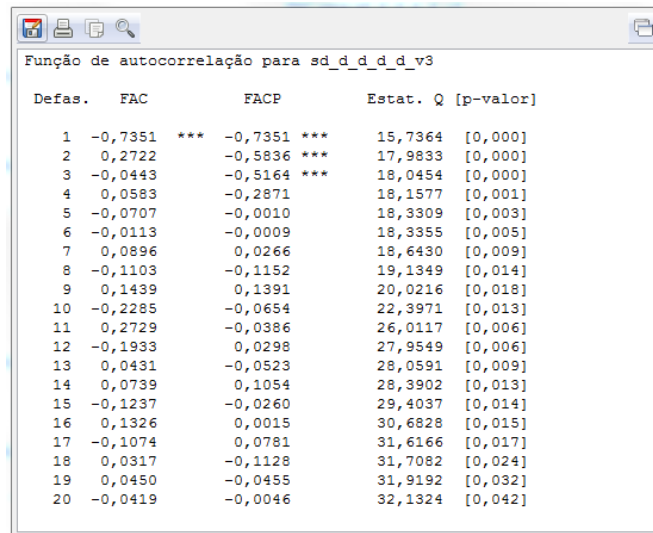 Função de autocorrelação para sd_d_d_d_d_v3
Defas. FAC FACP Estat. Q [p-valor]
1 -0,7351 *** -0,7351 *** 15,7364 [0,000]
2 0,2722 -0,5836 *** 17,9833 [0,000]
3 -0,0443 -0,5164 *** 18,0454 [0,000]
4 0,0583 -0,2871 18,1577 [0,001]
5 -0,0707 -0,0010 18,3309 [0,003]
6 -0,0113 -0,0009 18,3355 [0,005]
7 0,0896 0,0266 18,6430 [0,009]
8 -0,1103 -0,1152 19,1349 [0,014]
9 0,1439 0,1391 20,0216 [0,018]
10 -0,2285 -0,0654 22,3971 [0,013]
11 0,2729 -0,0386 26,0117 [0,006]
12 -0,1933 0,0298 27,9549 [0,006]
13 0,0431 -0,0523 28,0591 [0,009]
14 0,0739 0,1054 28,3902 [0,013]
15 -0,1237 -0,0260 29,4037 [0,014]
16 0,1326 0,0015 30,6828 [0,015]
17 -0,1074 0,0781 31,6166 [0,017]
18 0,0317 -0,1128 31,7082 [0,024]
19 0,0450 -0,0455 31,9192 [0,032]
20 -0,0419 -0,0046 32,1324 [0,042]